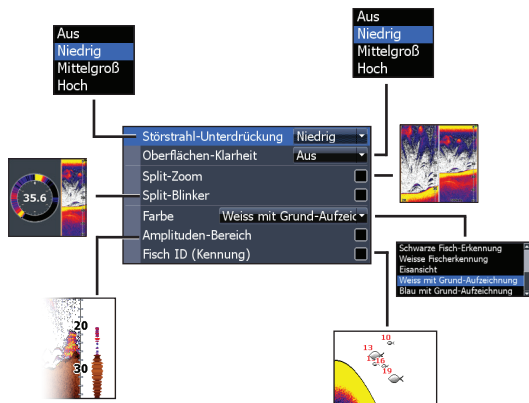 Aus
Niedrig
Mittelgroß
Hoch
Aus
Niedrig
Mittelgroß
Hoch
Störstrahl-Unterdrückung Niedrig
Oberflächen-Klarheit Aus
Split-Zoom
Split-Blinker
Farbe Weiss mit Grund-Aufzeic
Amplituden-Bereich
Fisch ID (Kennung)
35.6
Schwarze Fisch-Erkennung
Weisse Fischerkennung
Eisansicht
Weiss mit Grund-Aufzeichnung
Blau mit Grund-Aufzeichnung
20
30
10
13
16
19